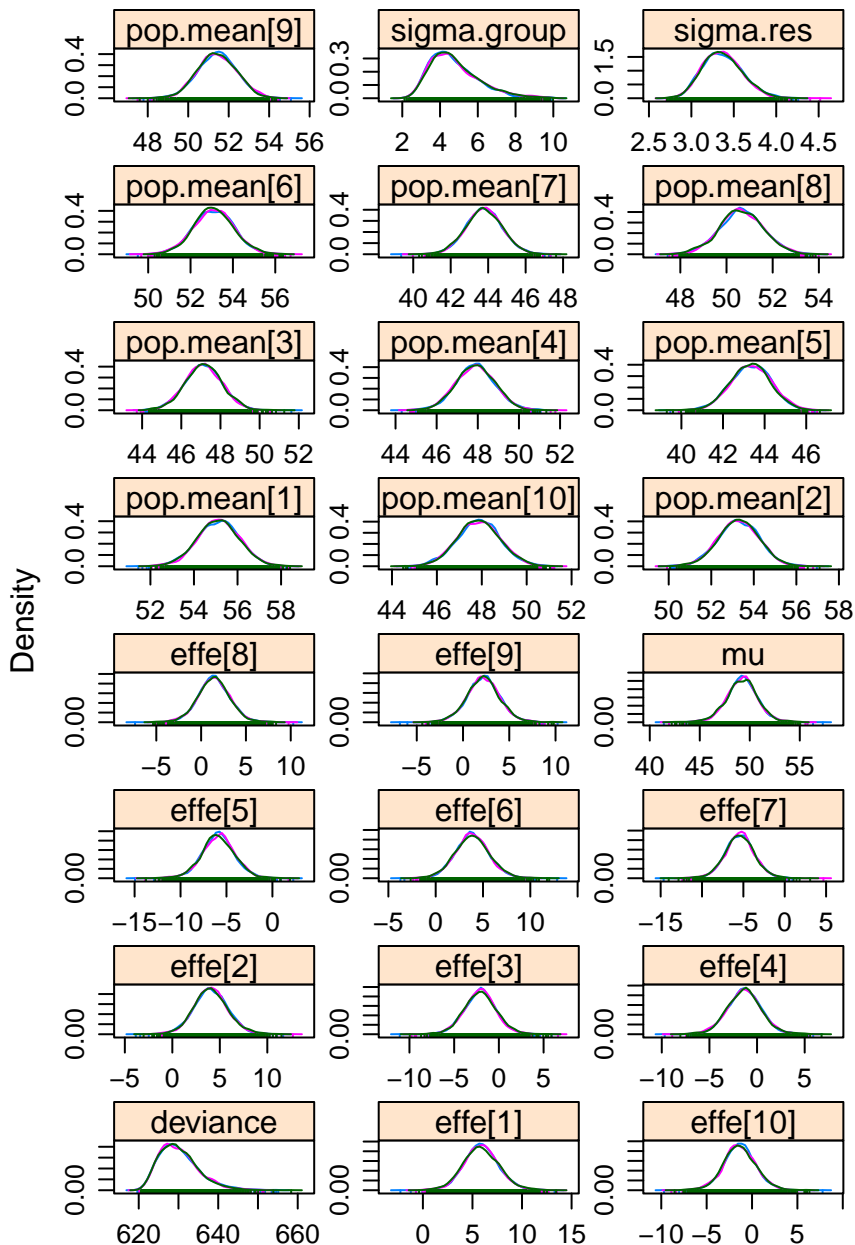 pop.mean[9] sigma.group sigma.res
0.0 0.4 0.0 0.3 0.0 1.5
48 50 52 54 56 2 4 6 8 10 2.5 3.0 3.5 4.0 4.5
pop.mean[6] pop.mean[7] pop.mean[8]
0.0 0.4 0.0 0.4 0.0 0.4
50 52 54 56 40 42 44 46 48 48 50 52 54
pop.mean[3] pop.mean[4] pop.mean[5]
0.0 0.4 0.0 0.4 0.0 0.4
44 46 48 50 52 44 46 48 50 52 40 42 44 46
pop.mean[1] pop.mean[10] pop.mean[2]
0.0 0.4 0.0 0.4 0.0 0.4
52 54 56 58 44 46 48 50 52 50 52 54 56 58
Density
effe[8] effe[9] mu
0.00 0.00 0.00
−5 0 5 10 −5 0 5 10 40 45 50 55
effe[5] effe[6] effe[7]
0.00 0.00 0.00
−15 −10 −5 0 −5 0 5 10 15 −15 −5 0 5
effe[2] effe[3] effe[4]
0.00 0.00 0.00
−5 0 5 10 −10 −5 0 5 −10 −5 0 5
deviance effe[1] effe[10]
0.00 0.00 0.00
620 640 660 0 5 10 15 −10 −5 0 5